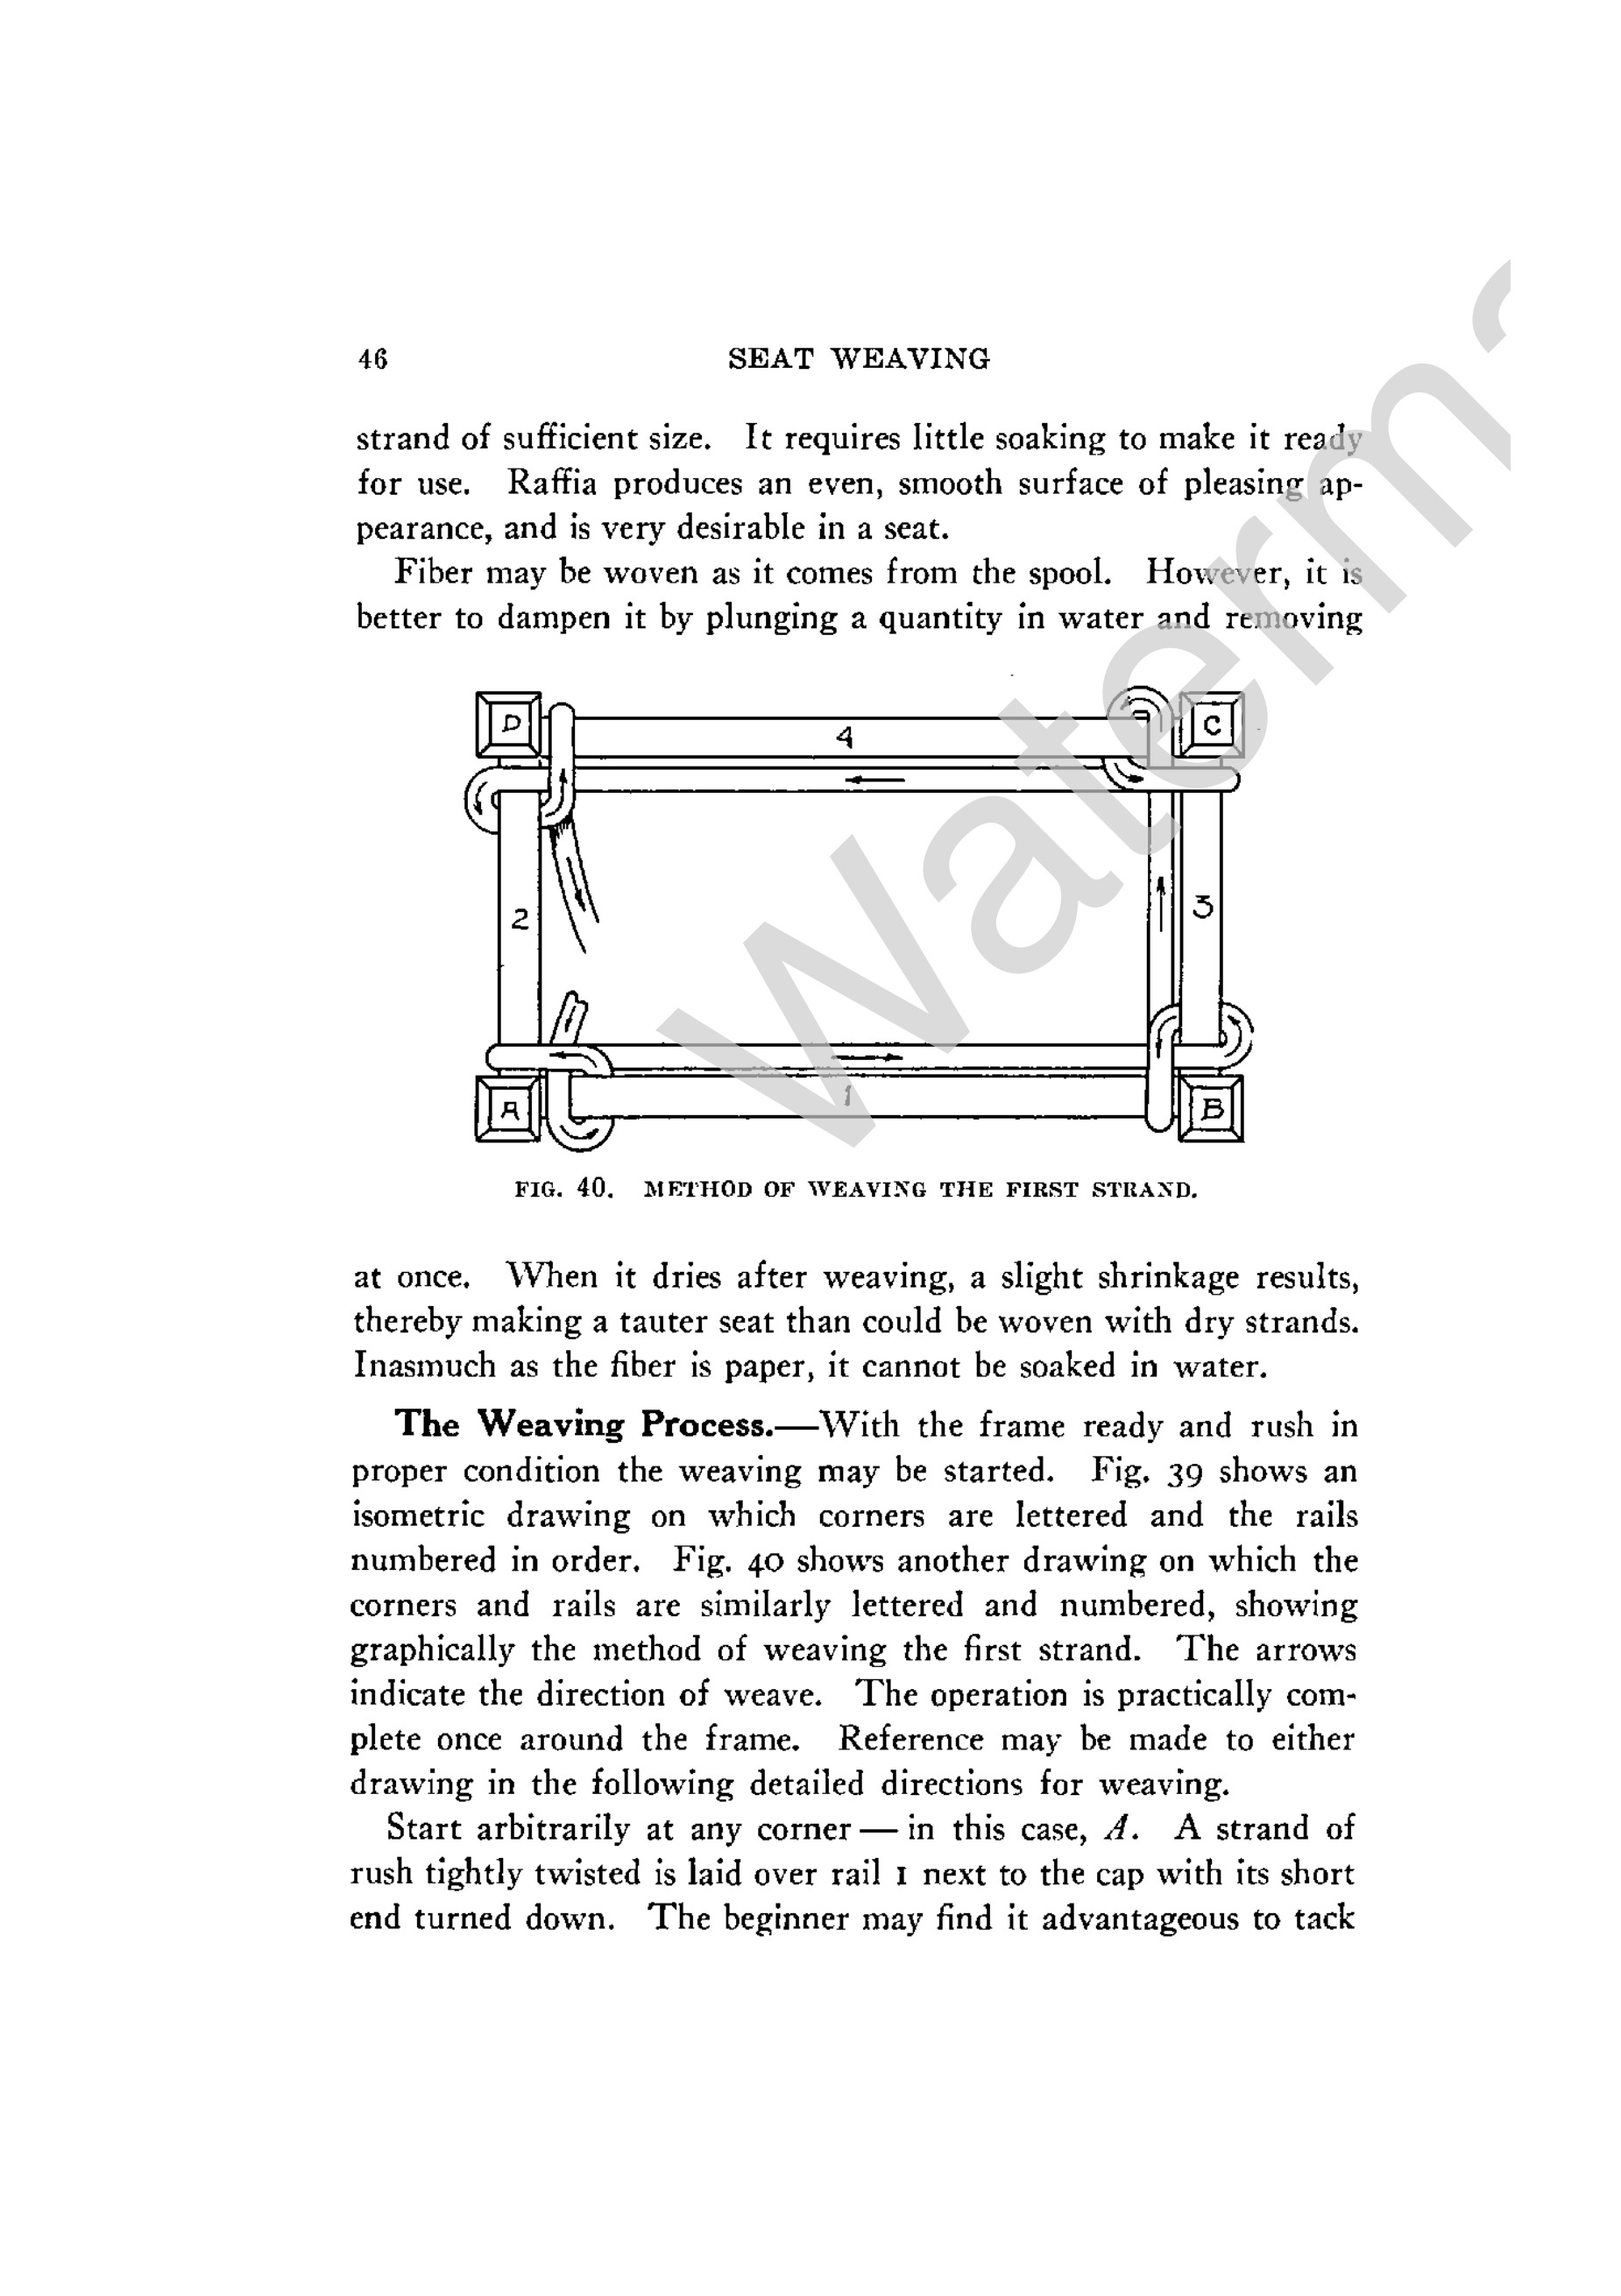 46 SEAT WEAVING
strand of sufficient size. It requires little soaking to make it ready
for use. Raffia produces an even, smooth surface of pleasing ap-
pearance, and is very desirable in a seat.
Fiber may be woven as it comes from the spool. However, it is
better to dampen it by plunging a quantity in water and removing
D
4
C
2
3
A
1
B
FIG. 40. METHOD OF WEAVING THE FIRST STRAND.
at once. When it dries after weaving, a slight shrinkage results,
thereby making a tauter seat than could be woven with dry strands.
Inasmuch as the fiber is paper, it cannot be soaked in water.
The Weaving Process.—With the frame ready and rush in
proper condition the weaving may be started. Fig. 39 shows an
isometric drawing on which corners are lettered and the rails
numbered in order. Fig. 40 shows another drawing on which the
corners and rails are similarly lettered and numbered, showing
graphically the method of weaving the first strand. The arrows
indicate the direction of weave. The operation is practically com-
plete once around the frame. Reference may be made to either
drawing in the following detailed directions for weaving.
Start arbitrarily at any corner — in this case, A. A strand of
rush tightly twisted is laid over rail 1 next to the cap with its short
end turned down. The beginner may find it advantageous to tack
Waterm